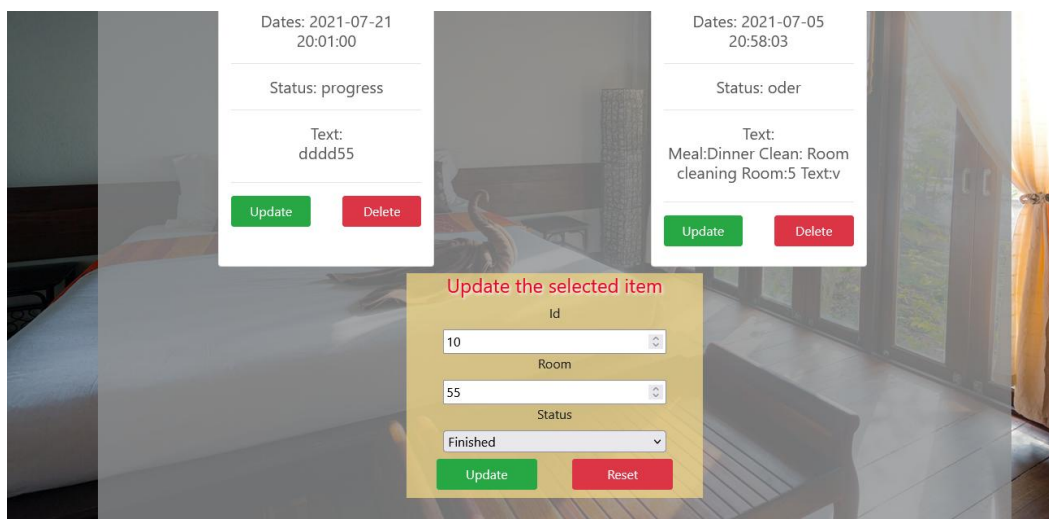 Dates: 2021-07-21
20:01:00
Status: progress
Text:
dddd55
Update
Delete
Dates: 2021-07-05
20:58:03
Status: oder
Text:
Meal:Dinner Clean: Room
cleaning Room:5 Text:v
Update
Delete
Update the selected item
Id
10
Room
55
Status
Finished
Update
Reset